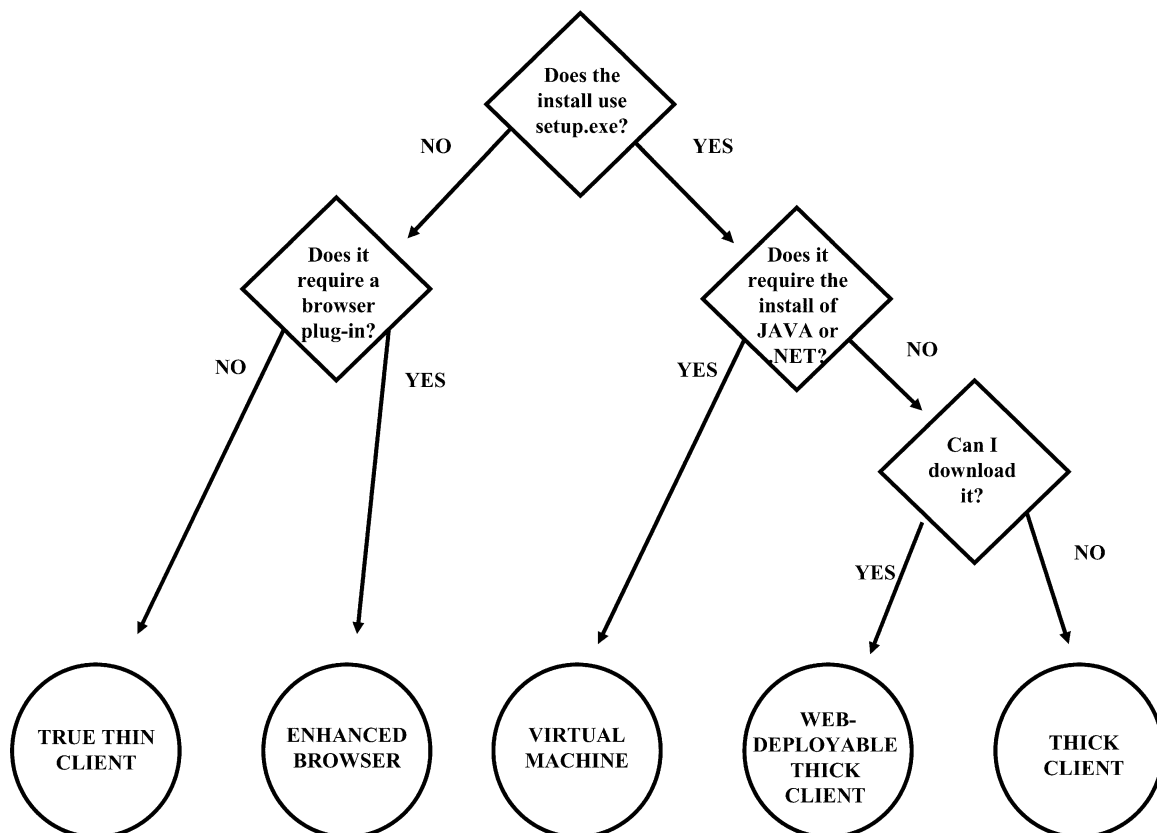 Does the
install use
setup.exe?
NO
YES
Does it
require a
browser
plug-in?
Does it
require the
install of
JAVA or
.NET?
NO
YES
YES
NO
Can I
download
it?
YES
NO
TRUE THIN
CLIENT
ENHANCED
BROWSER
VIRTUAL
MACHINE
WEB-
DEPLOYABLE
THICK
CLIENT
THICK
CLIENT